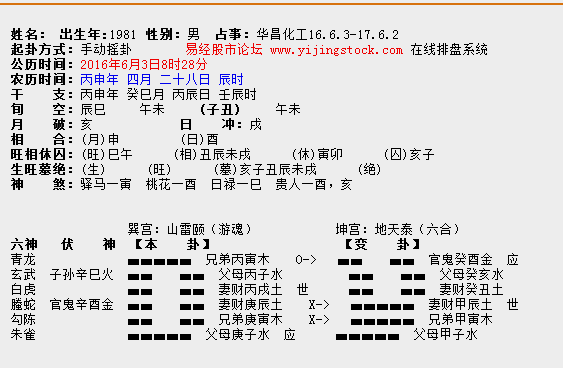 姓名： 出生年:1981 性别：男 占事：华昌化工16.6.3-17.6.2
起卦方式：手动摇卦 易经股市论坛 www.yijingstock.com 在线排盘系统
公历时间：2016年6月3日8时28分
农历时间：丙申年 四月 二十八日 辰时
干 支：丙申年 癸巳月 丙辰日 壬辰时
旬 空：辰巳 午未 (子丑) 午未
月 破：亥 日 冲：戌
相 合：(月)申 (日)酉
旺相休囚：(旺)巳午 (相)丑辰未戌 (休)寅卯 (囚)亥子
生旺墓绝：(生) (旺) (墓)亥子丑辰未戌 (绝)
神 煞：驿马—寅 桃花—酉 日禄—巳 贵人—酉，亥
巽宫：山雷颐（游魂） 坤宫：地天泰（六合）
六神 伏 神 【本 卦】 【变 卦】
青龙 兄弟丙寅木 O-> 官鬼癸酉金 应
玄武 子孙辛巳火 父母丙子水 父母癸亥水
白虎 妻财丙戌土 世 妻财癸丑土
螣蛇 官鬼辛酉金 妻财庚辰土 X-> 妻财甲辰土 世
勾陈 兄弟庚寅木 X-> 兄弟甲寅木
朱雀 父母庚子水 应 父母甲子水